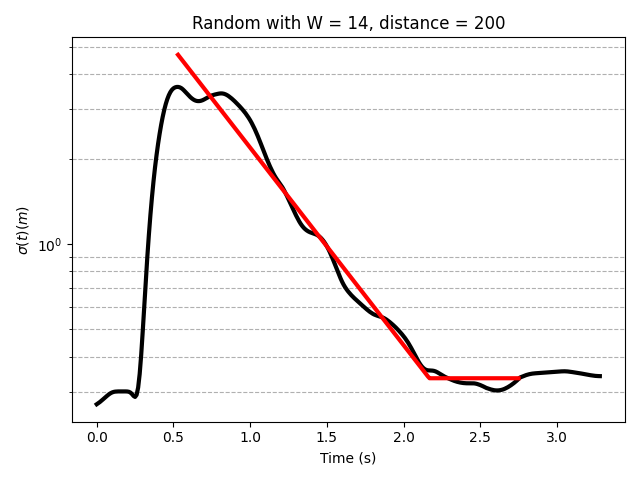 Random with W = 14, distance = 200
σ(t)(m)
10⁰
0.0 0.5 1.0 1.5 2.0 2.5 3.0
Time (s)